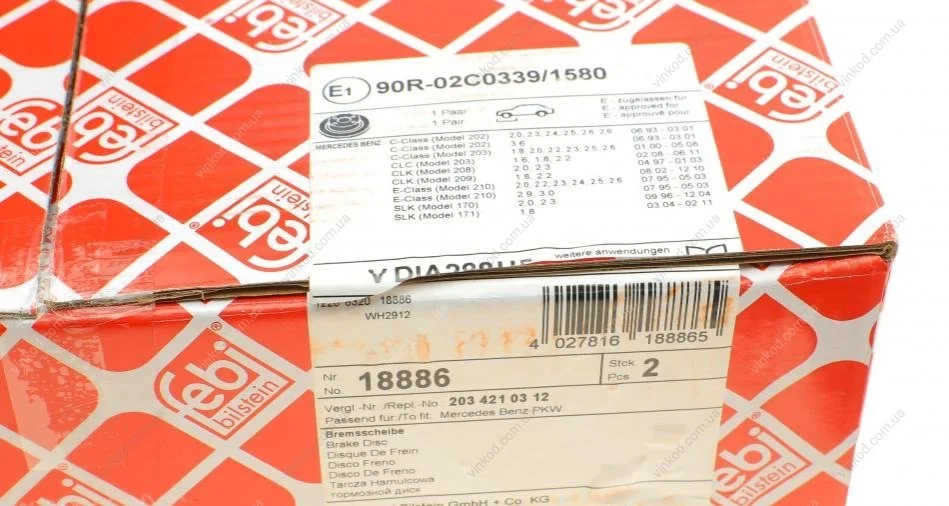 febi
bilstein
E1 90R-02C0339/1580
1 Paar
1 Pair
E - zugelassen für
E - approved for
E - approuvé pour
MERCEDES BENZ
C-Class (Model 202) 2.0, 2.3, 2.4, 2.5, 2.6, 2.8 06.93 - 03.01
C-Class (Model 202) 3.6 06.93 - 03.01
C-Class (Model 203) 1.8, 2.0, 2.2, 2.3, 2.5, 2.6 01.00 - 05.08
CLC (Model 203) 1.6, 1.8, 2.2 02.08 - 06.11
CLK (Model 208) 2.0, 2.3 04.97 - 01.03
CLK (Model 209) 1.8, 2.2 08.02 - 12.10
E-Class (Model 210) 2.0, 2.2, 2.3, 2.4, 2.5, 2.6 07.95 - 05.03
E-Class (Model 210) 2.9, 3.0 07.95 - 05.03
SLK (Model 170) 2.0, 2.3 09.96 - 12.04
SLK (Model 171) 1.8 03.04 - 02.11
weitere anwendungen
18886
WH2912
4 027816 188865
Nr.
No. 18886
Stck
Pcs. 2
Vergl.-Nr. /Repl.-No. 203 421 03 12
Passend für /To fit: Mercedes Benz PKW
Bremsscheibe
Brake Disc
Disque De Frein
Disco Freno
Disco De Freno
Tarcza Hamulcowa
тормозной диск
Bilstein GmbH + Co. KG
febi
bilstein
febi
bilstein
febi
bilstein
vinkod.com.ua